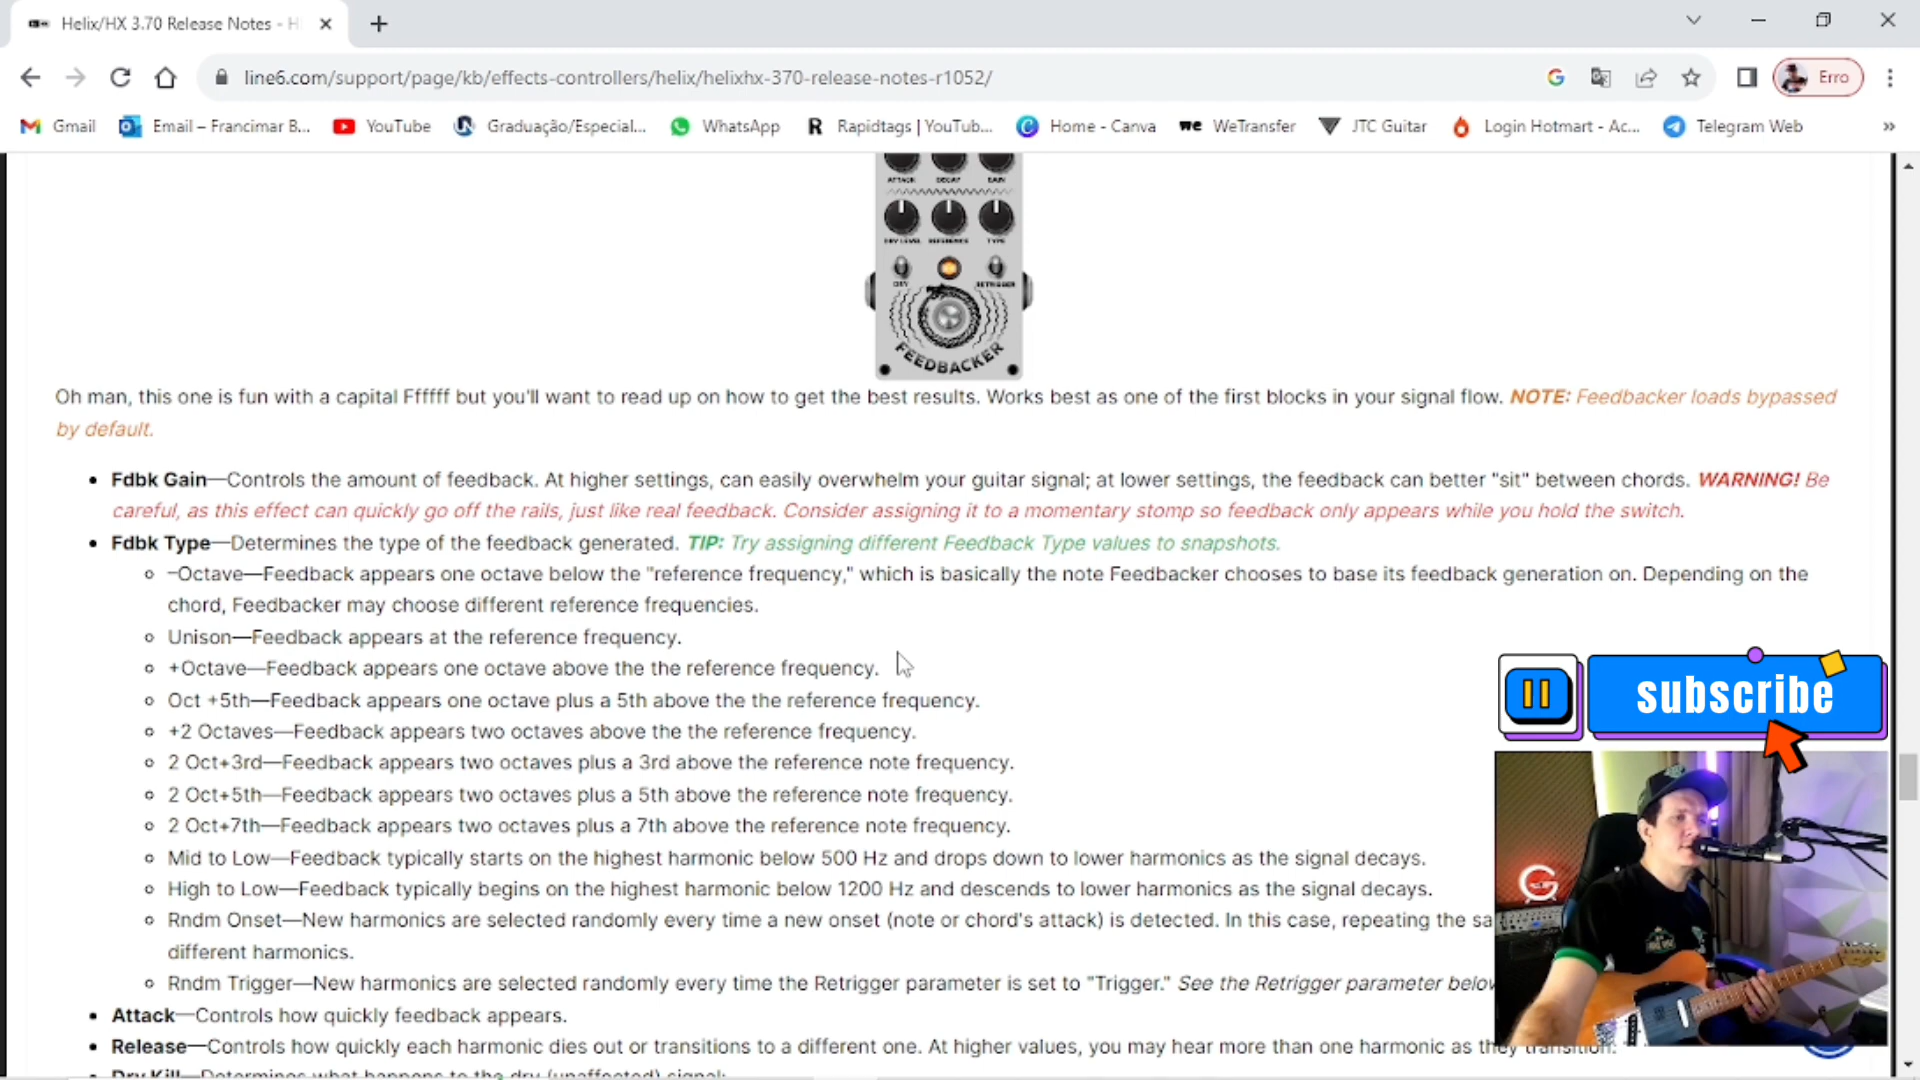 Helix/HX 3.70 Release Notes - H
line6.com/support/page/kb/effects-controllers/helix/helixhx-370-release-notes-r1052/
Erro
Gmail
Email – Francimar B...
YouTube
Graduação/Especial...
WhatsApp
Rapidtags | YouTub...
Home - Canva
WeTransfer
JTC Guitar
Login Hotmart - Ac...
Telegram Web
ATTACK DECAY GAIN
DRY LEVEL REFERENCE TYPE
DRY RETRIGGER
FEEDBACKER
Oh man, this one is fun with a capital Ffffff but you'll want to read up on how to get the best results. Works best as one of the first blocks in your signal flow. NOTE: Feedbacker loads bypassed
by default.
• Fdbk Gain—Controls the amount of feedback. At higher settings, can easily overwhelm your guitar signal; at lower settings, the feedback can better "sit" between chords. WARNING! Be
careful, as this effect can quickly go off the rails, just like real feedback. Consider assigning it to a momentary stomp so feedback only appears while you hold the switch.
• Fdbk Type—Determines the type of the feedback generated. TIP: Try assigning different Feedback Type values to snapshots.
–Octave—Feedback appears one octave below the "reference frequency," which is basically the note Feedbacker chooses to base its feedback generation on. Depending on the
chord, Feedbacker may choose different reference frequencies.
Unison—Feedback appears at the reference frequency.
+Octave—Feedback appears one octave above the the reference frequency.
Oct +5th—Feedback appears one octave plus a 5th above the the reference frequency.
+2 Octaves—Feedback appears two octaves above the the reference frequency.
2 Oct+3rd—Feedback appears two octaves plus a 3rd above the reference note frequency.
2 Oct+5th—Feedback appears two octaves plus a 5th above the reference note frequency.
2 Oct+7th—Feedback appears two octaves plus a 7th above the reference note frequency.
Mid to Low—Feedback typically starts on the highest harmonic below 500 Hz and drops down to lower harmonics as the signal decays.
High to Low—Feedback typically begins on the highest harmonic below 1200 Hz and descends to lower harmonics as the signal decays.
Rndm Onset—New harmonics are selected randomly every time a new onset (note or chord's attack) is detected. In this case, repeating the sa
different harmonics.
Rndm Trigger—New harmonics are selected randomly every time the Retrigger parameter is set to "Trigger." See the Retrigger parameter below
• Attack—Controls how quickly feedback appears.
• Release—Controls how quickly each harmonic dies out or transitions to a different one. At higher values, you may hear more than one harmonic as they transition.
• Dry Kill—Determines what happens to the dry (unaffected) signal:
subscribe
G